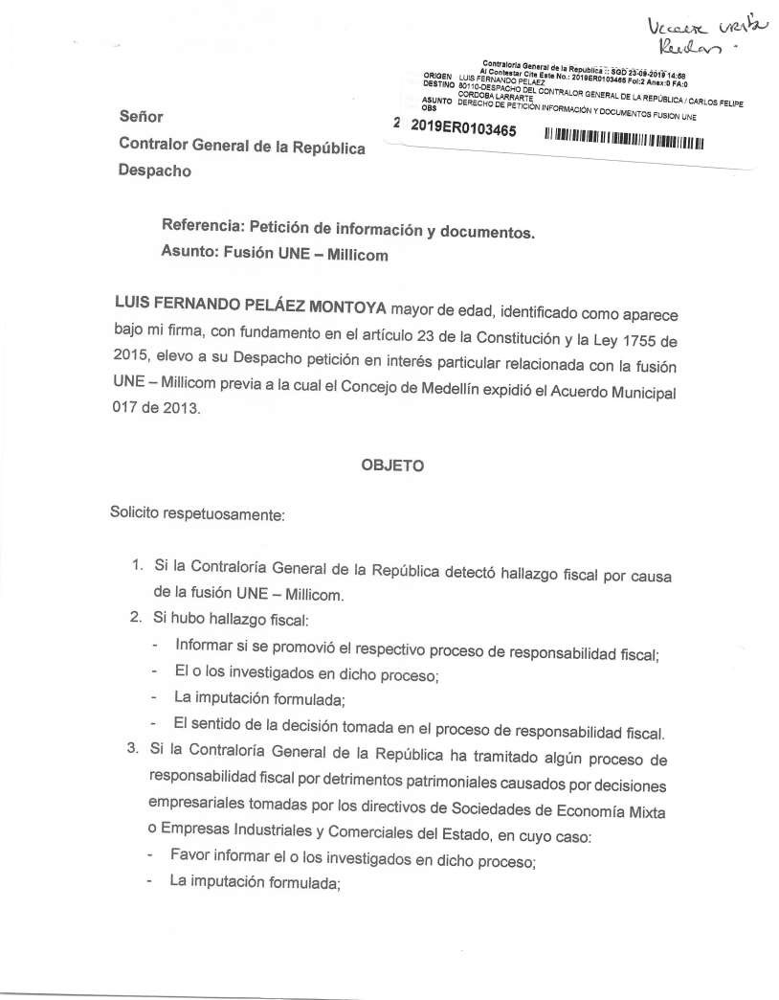 Contraloría General de la Republica :: SGD 23-09-2019 14:58
Al Contestar Cite Este No.: 2019ER0103465 Fol:2 Anex:0 FA:0
ORIGEN LUIS FERNANDO PELAEZ
DESTINO 80110-DESPACHO DEL CONTRALOR GENERAL DE LA REPÚBLICA / CARLOS FELIPE
CORDOBA LARRARTE
ASUNTO DERECHO DE PETICIÓN INFORMACIÓN Y DOCUMENTOS FUSION UNE
OBS
2 2019ER0103465
Señor
Contralor General de la República
Despacho
Referencia: Petición de información y documentos.
Asunto: Fusión UNE – Millicom
LUIS FERNANDO PELÁEZ MONTOYA mayor de edad, identificado como aparece
bajo mi firma, con fundamento en el artículo 23 de la Constitución y la Ley 1755 de
2015, elevo a su Despacho petición en interés particular relacionada con la fusión
UNE – Millicom previa a la cual el Concejo de Medellín expidió el Acuerdo Municipal
017 de 2013.
OBJETO
Solicito respetuosamente:
1. Si la Contraloría General de la República detectó hallazgo fiscal por causa
de la fusión UNE – Millicom.
2. Si hubo hallazgo fiscal:
- Informar si se promovió el respectivo proceso de responsabilidad fiscal;
- El o los investigados en dicho proceso;
- La imputación formulada;
- El sentido de la decisión tomada en el proceso de responsabilidad fiscal.
3. Si la Contraloría General de la República ha tramitado algún proceso de
responsabilidad fiscal por detrimentos patrimoniales causados por decisiones
empresariales tomadas por los directivos de Sociedades de Economía Mixta
o Empresas Industriales y Comerciales del Estado, en cuyo caso:
- Favor informar el o los investigados en dicho proceso;
- La imputación formulada;